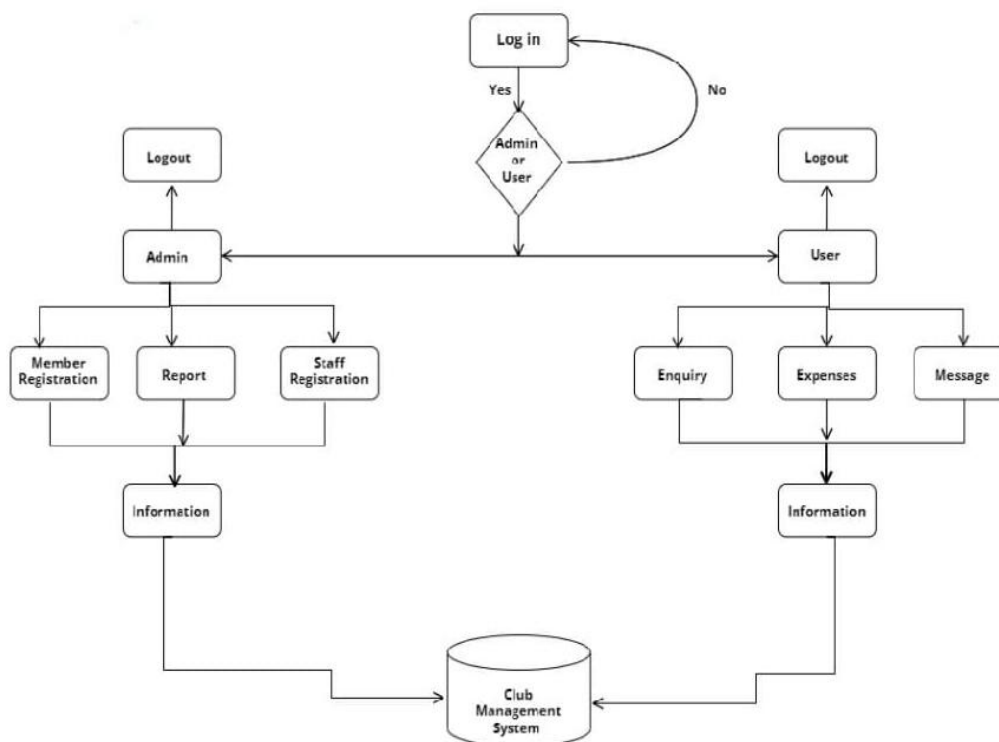 Log in
Yes
No
Admin
or
User
Logout
Logout
Admin
User
Member
Registration
Report
Staff
Registration
Enquiry
Expenses
Message
Information
Information
Club
Management
System